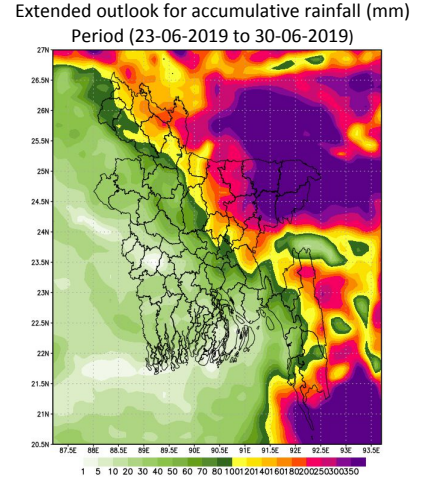 Extended outlook for accumulative rainfall (mm)
Period (23-06-2019 to 30-06-2019)
27N
26.5N
26N
25.5N
25N
24.5N
24N
23.5N
23N
22.5N
22N
21.5N
21N
20.5N
87.5E 88E 88.5E 89E 89.5E 90E 90.5E 91E 91.5E 92E 92.5E 93E 93.5E
1 5 10 20 30 40 50 60 70 80 100120140160180200250300350